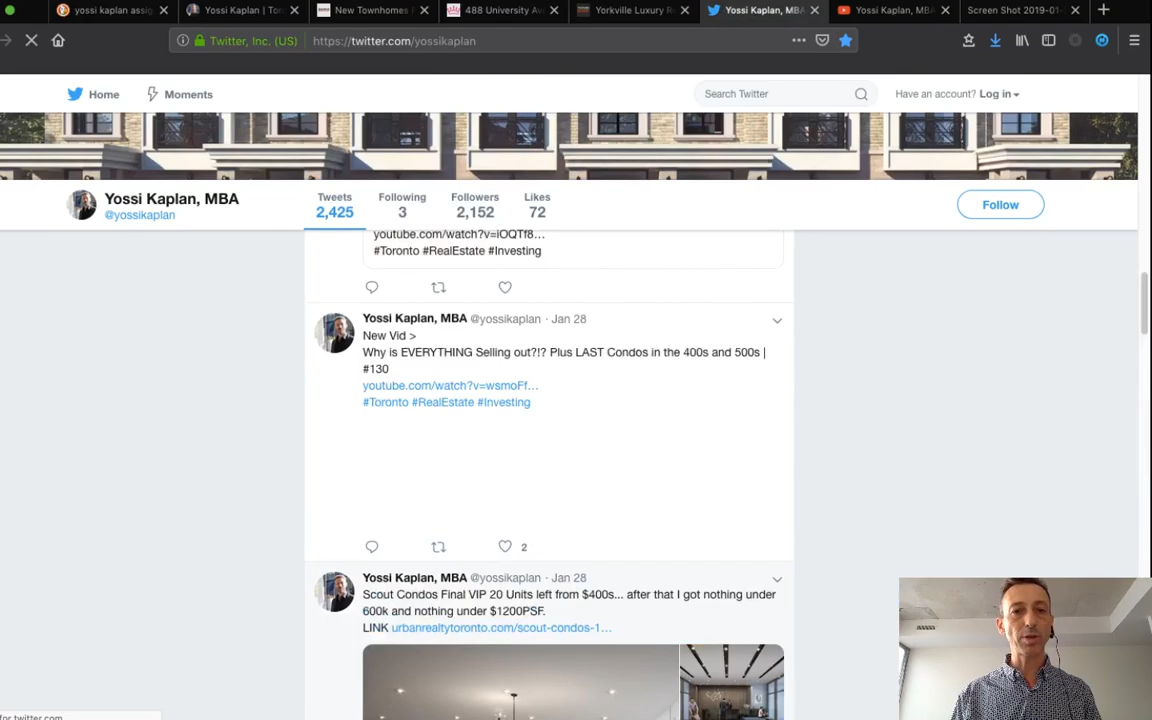 yossi kaplan assig
Yossi Kaplan | Tor
New Townhomes
488 University Av
Yorkville Luxury R
Yossi Kaplan, MBA
Yossi Kaplan, MBA
Screen Shot 2019-01-
Twitter, Inc. (US)
https://twitter.com/yossikaplan
Home
Moments
Search Twitter
Have an account? Log in
Yossi Kaplan, MBA
@yossikaplan
Tweets
2,425
Following
3
Followers
2,152
Likes
72
Follow
youtube.com/watch?v=iOQTf8...
#Toronto #RealEstate #Investing
Yossi Kaplan, MBA @yossikaplan · Jan 28
New Vid >
Why is EVERYTHING Selling out?!? Plus LAST Condos in the 400s and 500s |
#130
youtube.com/watch?v=wsmoFf...
#Toronto #RealEstate #Investing
2
Yossi Kaplan, MBA @yossikaplan · Jan 28
Scout Condos Final VIP 20 Units left from $400s... after that I got nothing under
600k and nothing under $1200PSF.
LINK urbanrealtytoronto.com/scout-condos-1...
for twitter.com